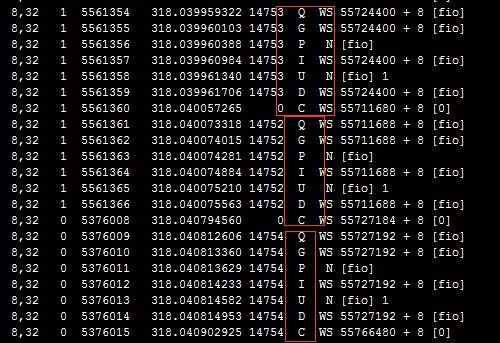 8,32 1 5561354 318.039959322 14753 Q WS 55724400 + 8 [fio]
8,32 1 5561355 318.039960103 14753 G WS 55724400 + 8 [fio]
8,32 1 5561356 318.039960388 14753 P N [fio]
8,32 1 5561357 318.039960984 14753 I WS 55724400 + 8 [fio]
8,32 1 5561358 318.039961340 14753 U N [fio] 1
8,32 1 5561359 318.039961706 14753 D WS 55724400 + 8 [fio]
8,32 1 5561360 318.040057265 0 C WS 55711680 + 8 [0]
8,32 1 5561361 318.040073318 14752 Q WS 55711688 + 8 [fio]
8,32 1 5561362 318.040074015 14752 G WS 55711688 + 8 [fio]
8,32 1 5561363 318.040074281 14752 P N [fio]
8,32 1 5561364 318.040074884 14752 I WS 55711688 + 8 [fio]
8,32 1 5561365 318.040075210 14752 U N [fio] 1
8,32 1 5561366 318.040075563 14752 D WS 55711688 + 8 [fio]
8,32 0 5376008 318.040794560 0 C WS 55727184 + 8 [0]
8,32 0 5376009 318.040812606 14754 Q WS 55727192 + 8 [fio]
8,32 0 5376010 318.040813360 14754 G WS 55727192 + 8 [fio]
8,32 0 5376011 318.040813629 14754 P N [fio]
8,32 0 5376012 318.040814233 14754 I WS 55727192 + 8 [fio]
8,32 0 5376013 318.040814582 14754 U N [fio] 1
8,32 0 5376014 318.040814953 14754 D WS 55727192 + 8 [fio]
8,32 0 5376015 318.040902925 14754 C WS 55766480 + 8 [0]